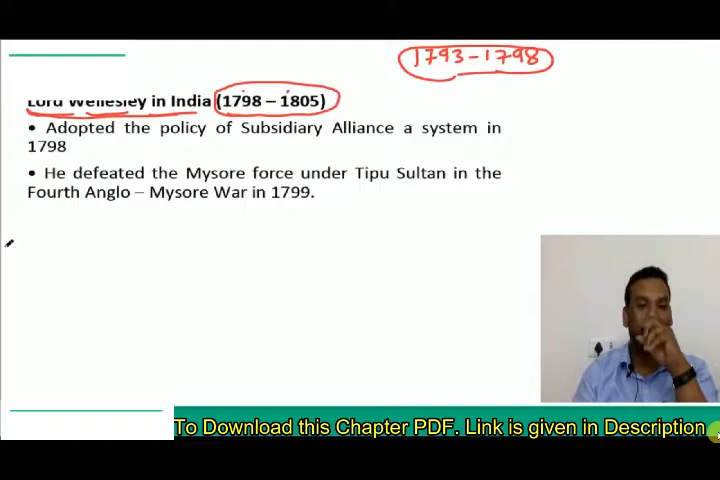 1793-1798
Lord Wellesley in India (1798 – 1805)
• Adopted the policy of Subsidiary Alliance a system in
1798
• He defeated the Mysore force under Tipu Sultan in the
Fourth Anglo – Mysore War in 1799.
To Download this Chapter PDF. Link is given in Description